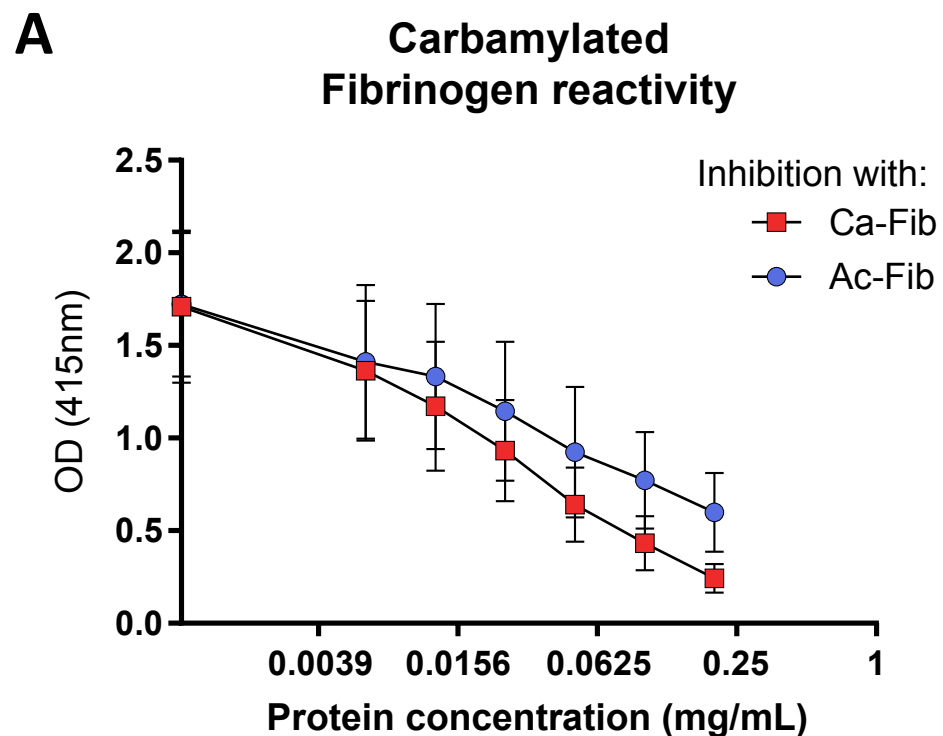 A
Carbamylated
Fibrinogen reactivity
Inhibition with:
Ca-Fib
Ac-Fib
OD (415nm)
2.5
2.0
1.5
1.0
0.5
0.0
0.0039 0.0156 0.0625 0.25 1
Protein concentration (mg/mL)